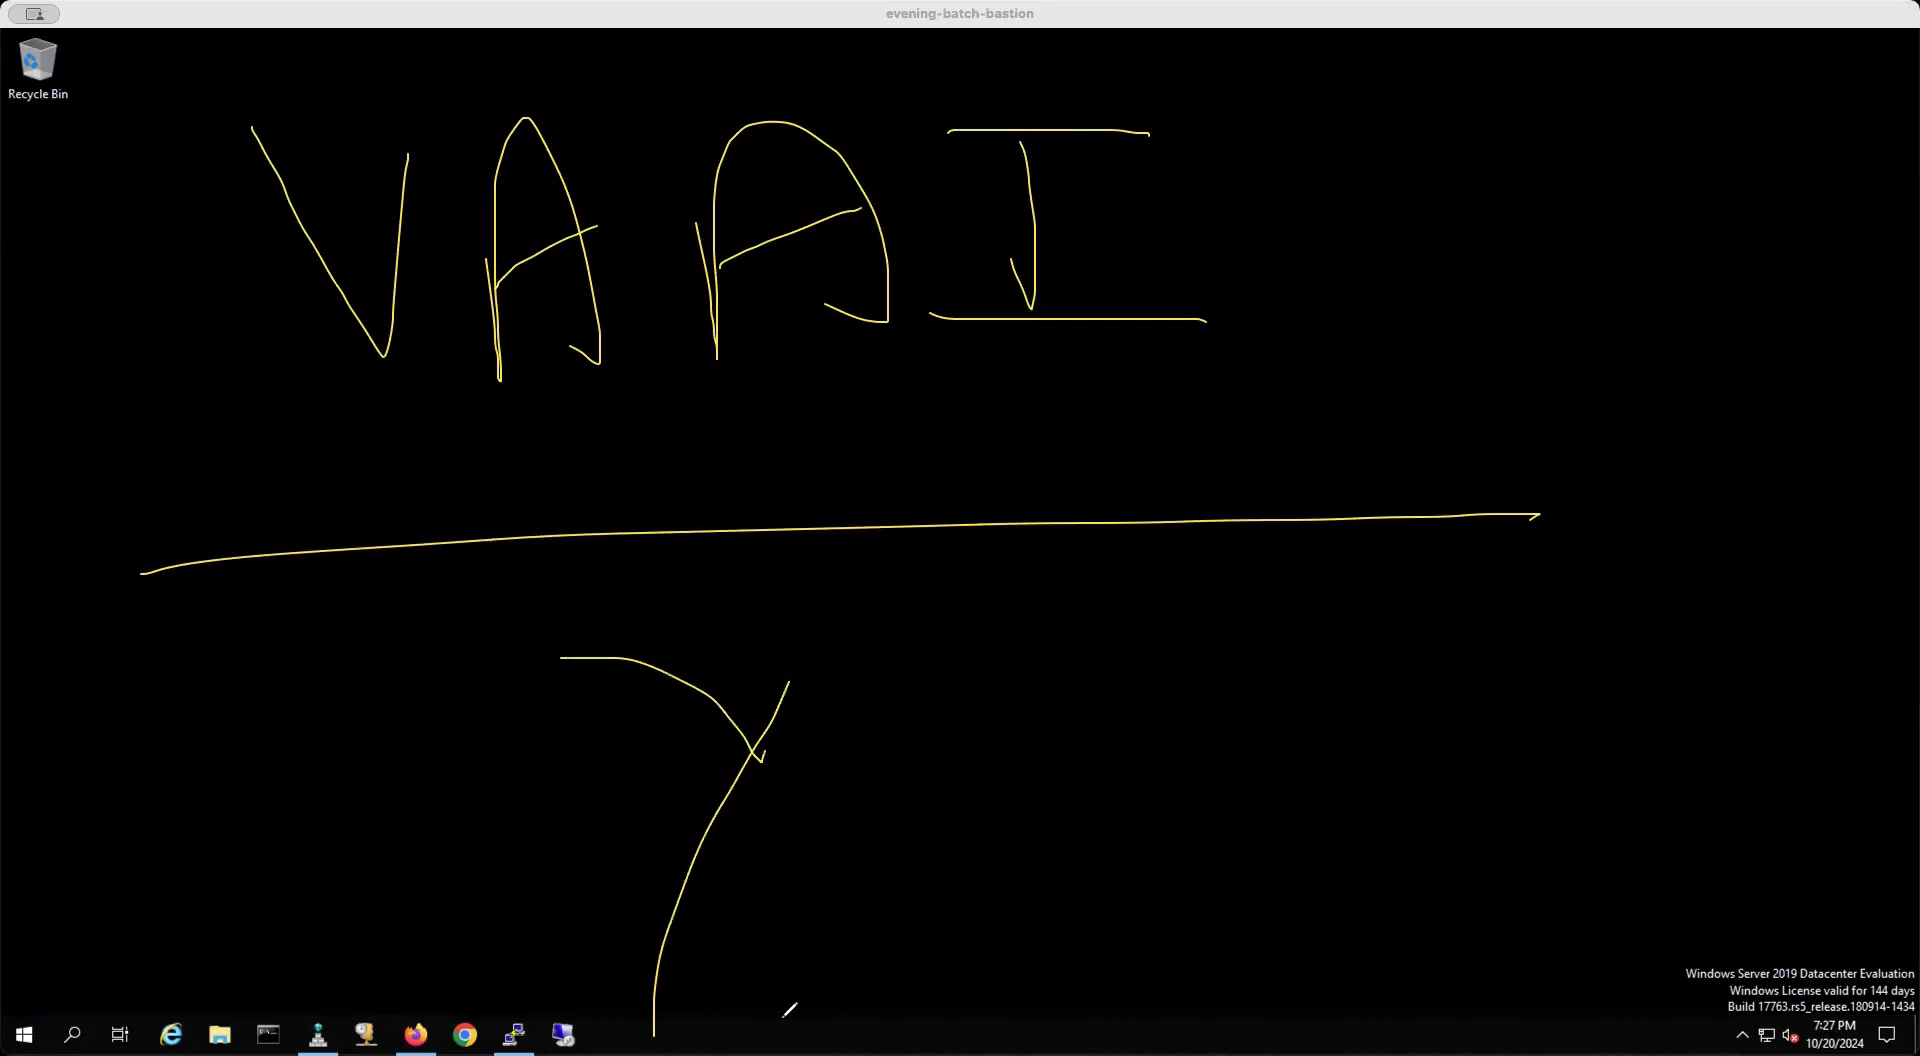 evening-batch-bastion
Recycle Bin
VAAI
Y
Windows Server 2019 Datacenter Evaluation
Windows License valid for 144 days
Build 17763.rs5_release.180914-1434
7:27 PM
10/20/2024